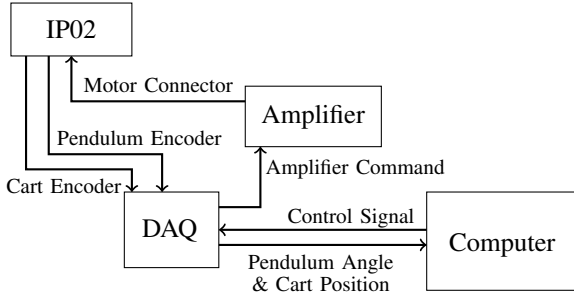 IP02
Motor Connector
Amplifier
Pendulum Encoder
Amplifier Command
Cart Encoder
DAQ
Control Signal
Computer
Pendulum Angle
& Cart Position